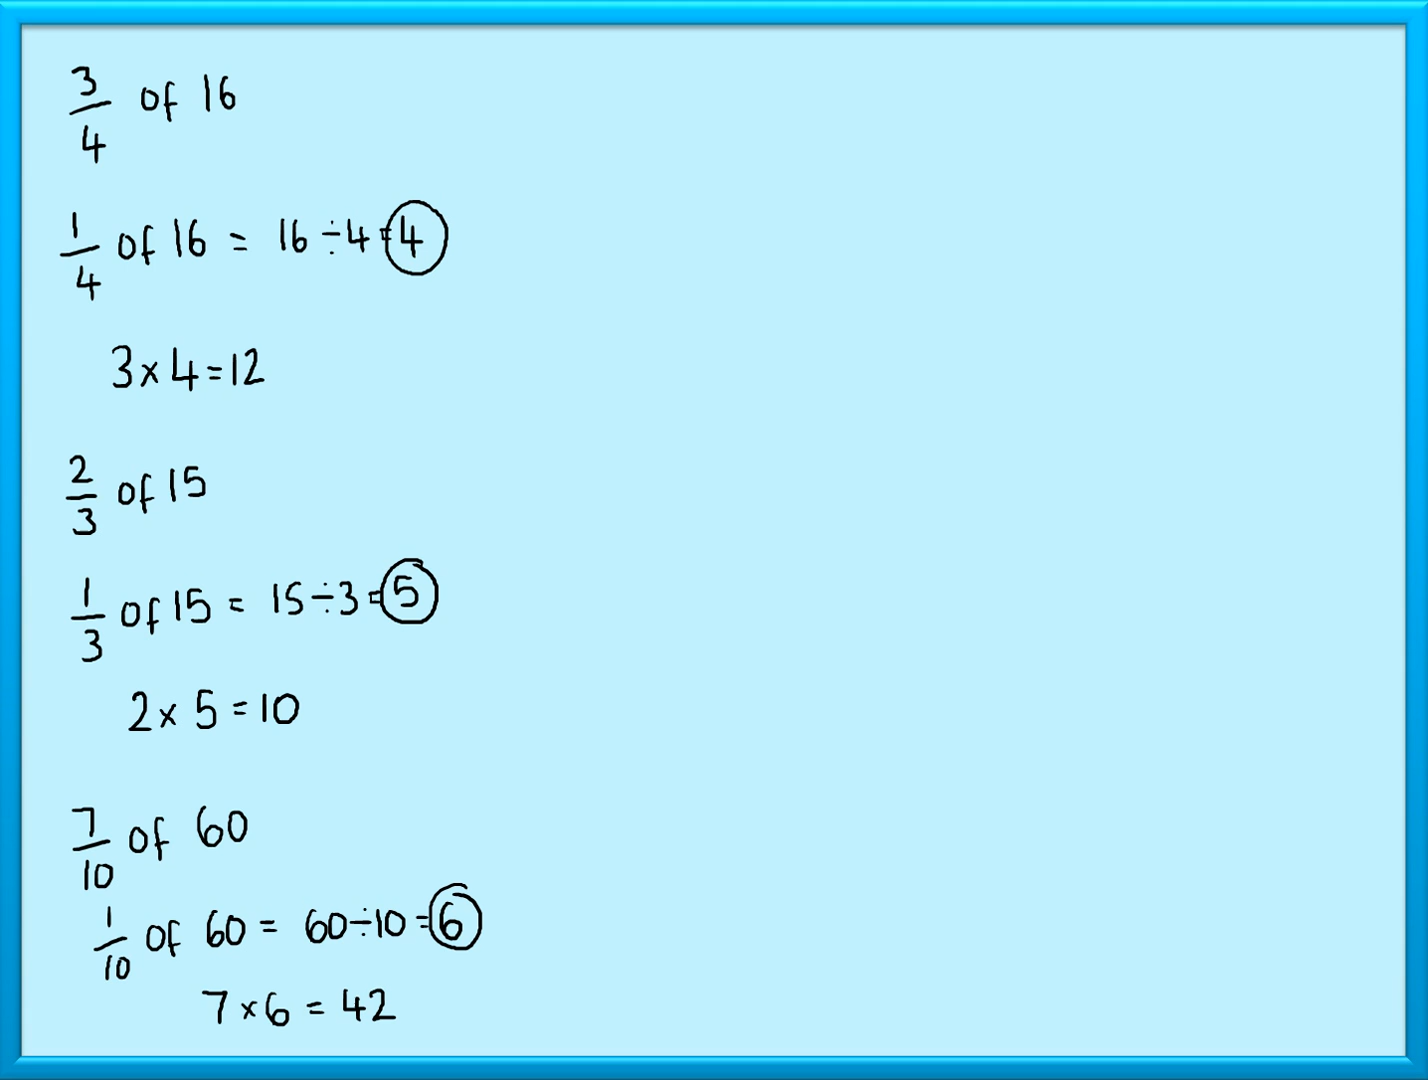 3/4 of 16
1/4 of 16 = 16 ÷ 4 = 4
3 × 4 = 12
2/3 of 15
1/3 of 15 = 15 ÷ 3 = 5
2 × 5 = 10
7/10 of 60
1/10 of 60 = 60 ÷ 10 = 6
7 × 6 = 42